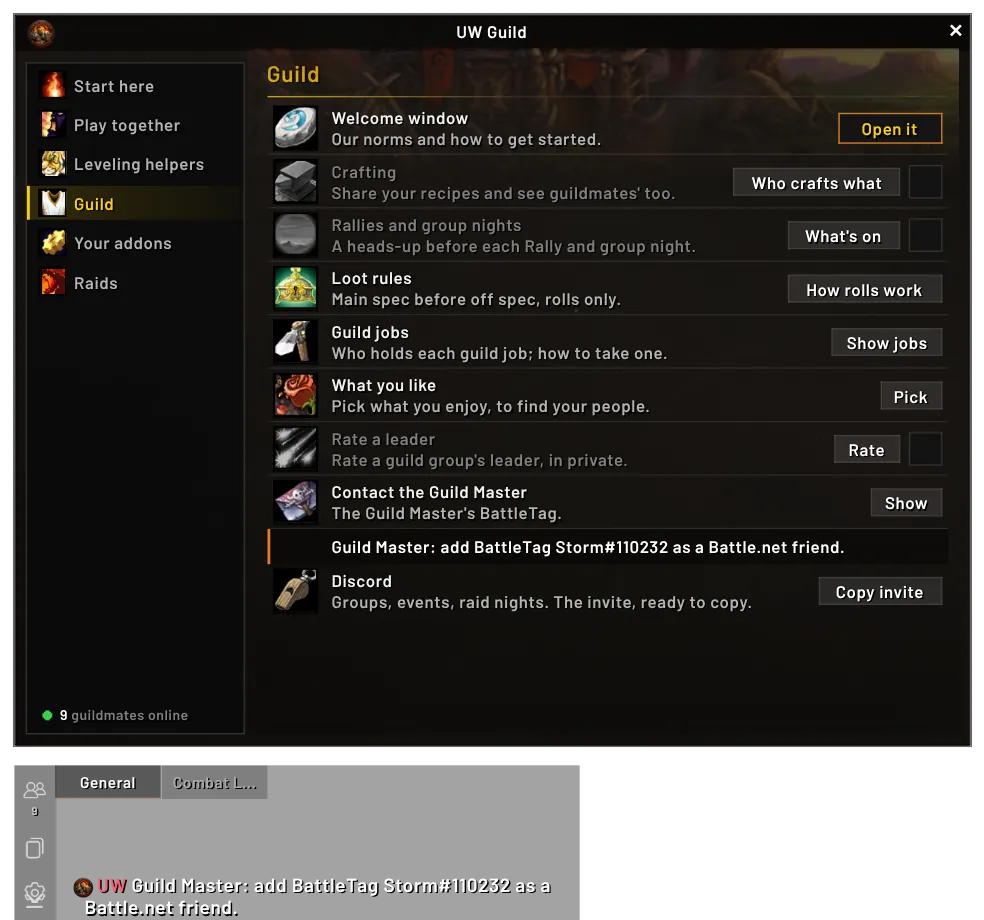 UW Guild
Start here
Play together
Leveling helpers
Guild
Your addons
Raids
9 guildmates online
Guild
Welcome window
Our norms and how to get started.
Open it
Crafting
Share your recipes and see guildmates' too.
Who crafts what
Rallies and group nights
A heads-up before each Rally and group night.
What's on
Loot rules
Main spec before off spec, rolls only.
How rolls work
Guild jobs
Who holds each guild job; how to take one.
Show jobs
What you like
Pick what you enjoy, to find your people.
Pick
Rate a leader
Rate a guild group's leader, in private.
Rate
Contact the Guild Master
The Guild Master's BattleTag.
Show
Guild Master: add BattleTag Storm#110232 as a Battle.net friend.
Discord
Groups, events, raid nights. The invite, ready to copy.
Copy invite
General
Combat L...
9
UW Guild Master: add BattleTag Storm#110232 as a
Battle.net friend.